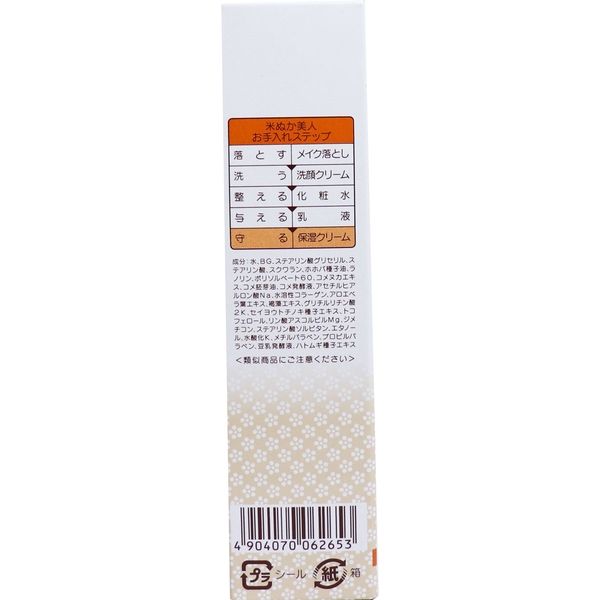 米ぬか美人
お手入れステップ
落とす メイク落とし
洗う 洗顔クリーム
整える 化粧水
与える 乳液
守る 保湿クリーム
成分:水、BG、ステアリン酸グリセリル、ス
テアリン酸、スクワラン、ホホバ種子油、ラ
ノリン、ポリソルベート60、コメヌカエキ
ス、コメ胚芽油、コメ発酵液、アセチルヒア
ルロン酸Na、水溶性コラーゲン、アロエベ
ラ葉エキス、褐藻エキス、グリチルリチン酸
2K、セイヨウトチノキ種子エキス、トコ
フェロール、リン酸アスコルビルMg、ジメ
チコン、ステアリン酸ソルビタン、エタノー
ル、水酸化K、メチルパラベン、プロピルパ
ラベン、豆乳発酵液、ハトムギ種子エキス
<類似商品にご注意ください>
4 904070 062653
プラ シール 紙 箱